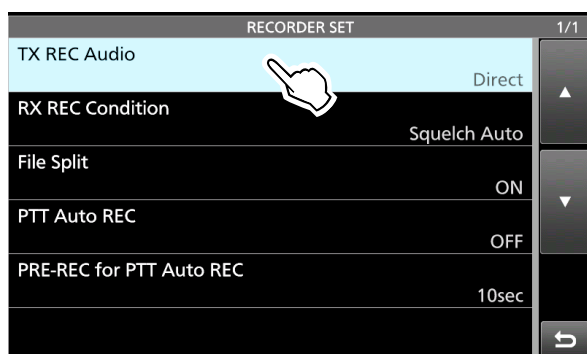 RECORDER SET 1/1
TX REC Audio
Direct
RX REC Condition
Squelch Auto
File Split
ON
PTT Auto REC
OFF
PRE-REC for PTT Auto REC
10sec